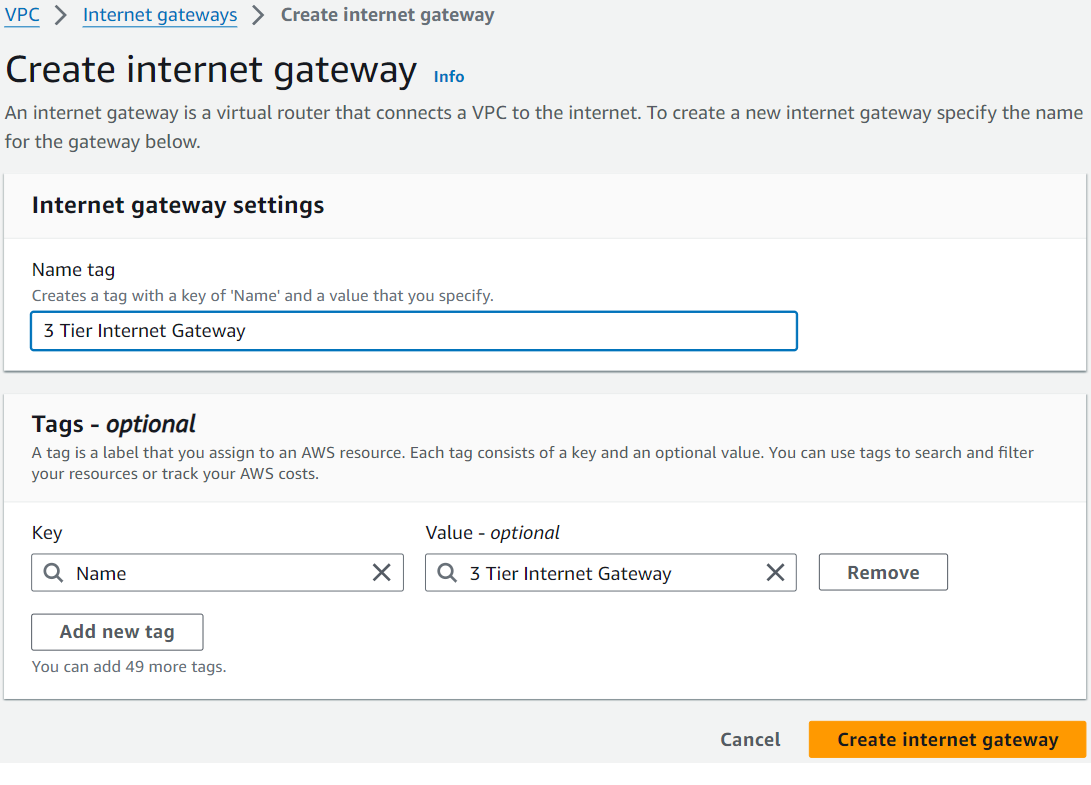 VPC > Internet gateways > Create internet gateway
Create internet gateway Info
An internet gateway is a virtual router that connects a VPC to the internet. To create a new internet gateway specify the name
for the gateway below.
Internet gateway settings
Name tag
Creates a tag with a key of 'Name' and a value that you specify.
3 Tier Internet Gateway
Tags - optional
A tag is a label that you assign to an AWS resource. Each tag consists of a key and an optional value. You can use tags to search and filter
your resources or track your AWS costs.
Key Value - optional
Name 3 Tier Internet Gateway Remove
Add new tag
You can add 49 more tags.
Cancel Create internet gateway